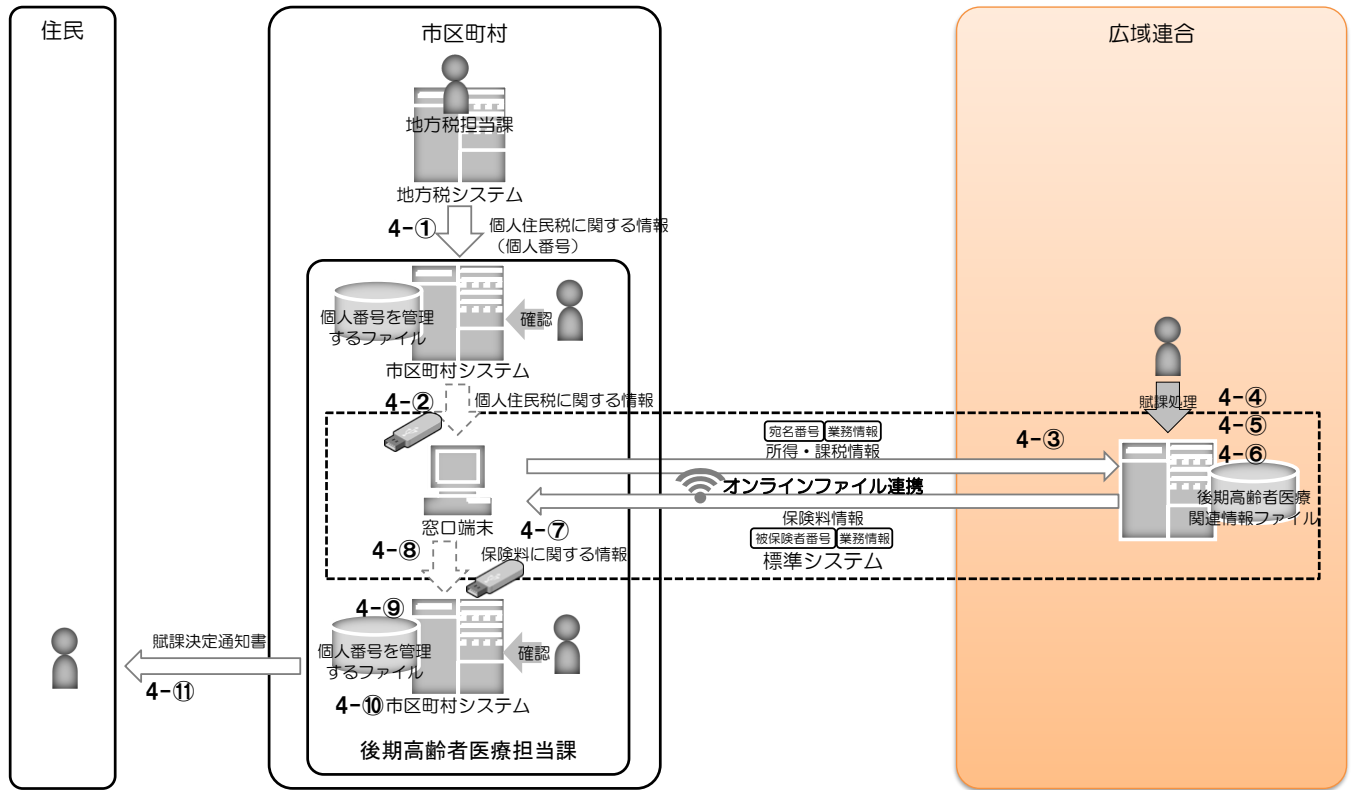 住民
市区町村
広域連合
地方税担当課
地方税システム
4-①
個人住民税に関する情報
（個人番号）
個人番号を管理
するファイル
確認
市区町村システム
4-②
個人住民税に関する情報
宛名番号 業務情報
所得・課税情報
4-③
賦課処理
4-④
4-⑤
4-⑥
オンラインファイル連携
後期高齢者医療
関連情報ファイル
窓口端末
4-⑦
保険料情報
被保険者番号 業務情報
標準システム
4-⑧
保険料に関する情報
4-⑨
個人番号を管理
するファイル
確認
4-⑩
市区町村システム
賦課決定通知書
4-⑪
後期高齢者医療担当課